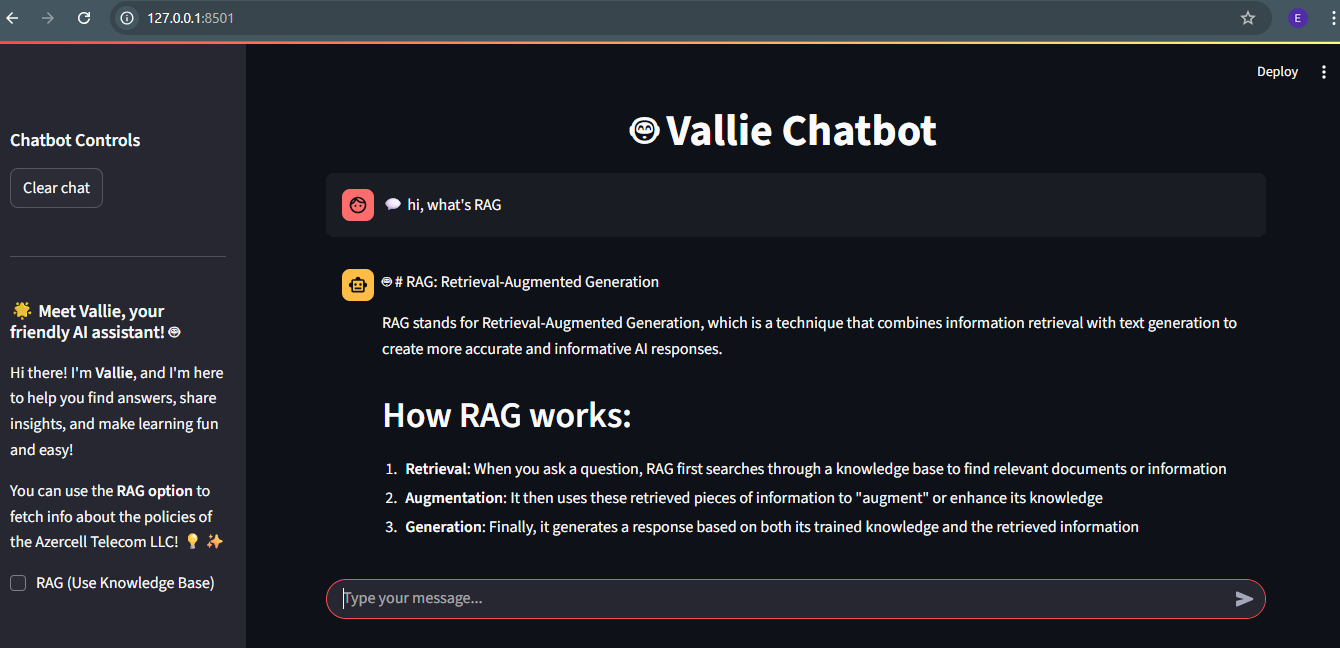 127.0.0.1:8501
E
Deploy
Chatbot Controls
Clear chat
🌟 Meet Vallie, your
friendly AI assistant!
Hi there! I'm Vallie, and I'm here
to help you find answers, share
insights, and make learning fun
and easy!
You can use the RAG option to
fetch info about the policies of
the Azercell Telecom LLC! 💡 ✨
RAG (Use Knowledge Base)
Vallie Chatbot
💬 hi, what's RAG
# RAG: Retrieval-Augmented Generation
RAG stands for Retrieval-Augmented Generation, which is a technique that combines information retrieval with text generation to
create more accurate and informative AI responses.
How RAG works:
1. Retrieval: When you ask a question, RAG first searches through a knowledge base to find relevant documents or information
2. Augmentation: It then uses these retrieved pieces of information to "augment" or enhance its knowledge
3. Generation: Finally, it generates a response based on both its trained knowledge and the retrieved information
Type your message...